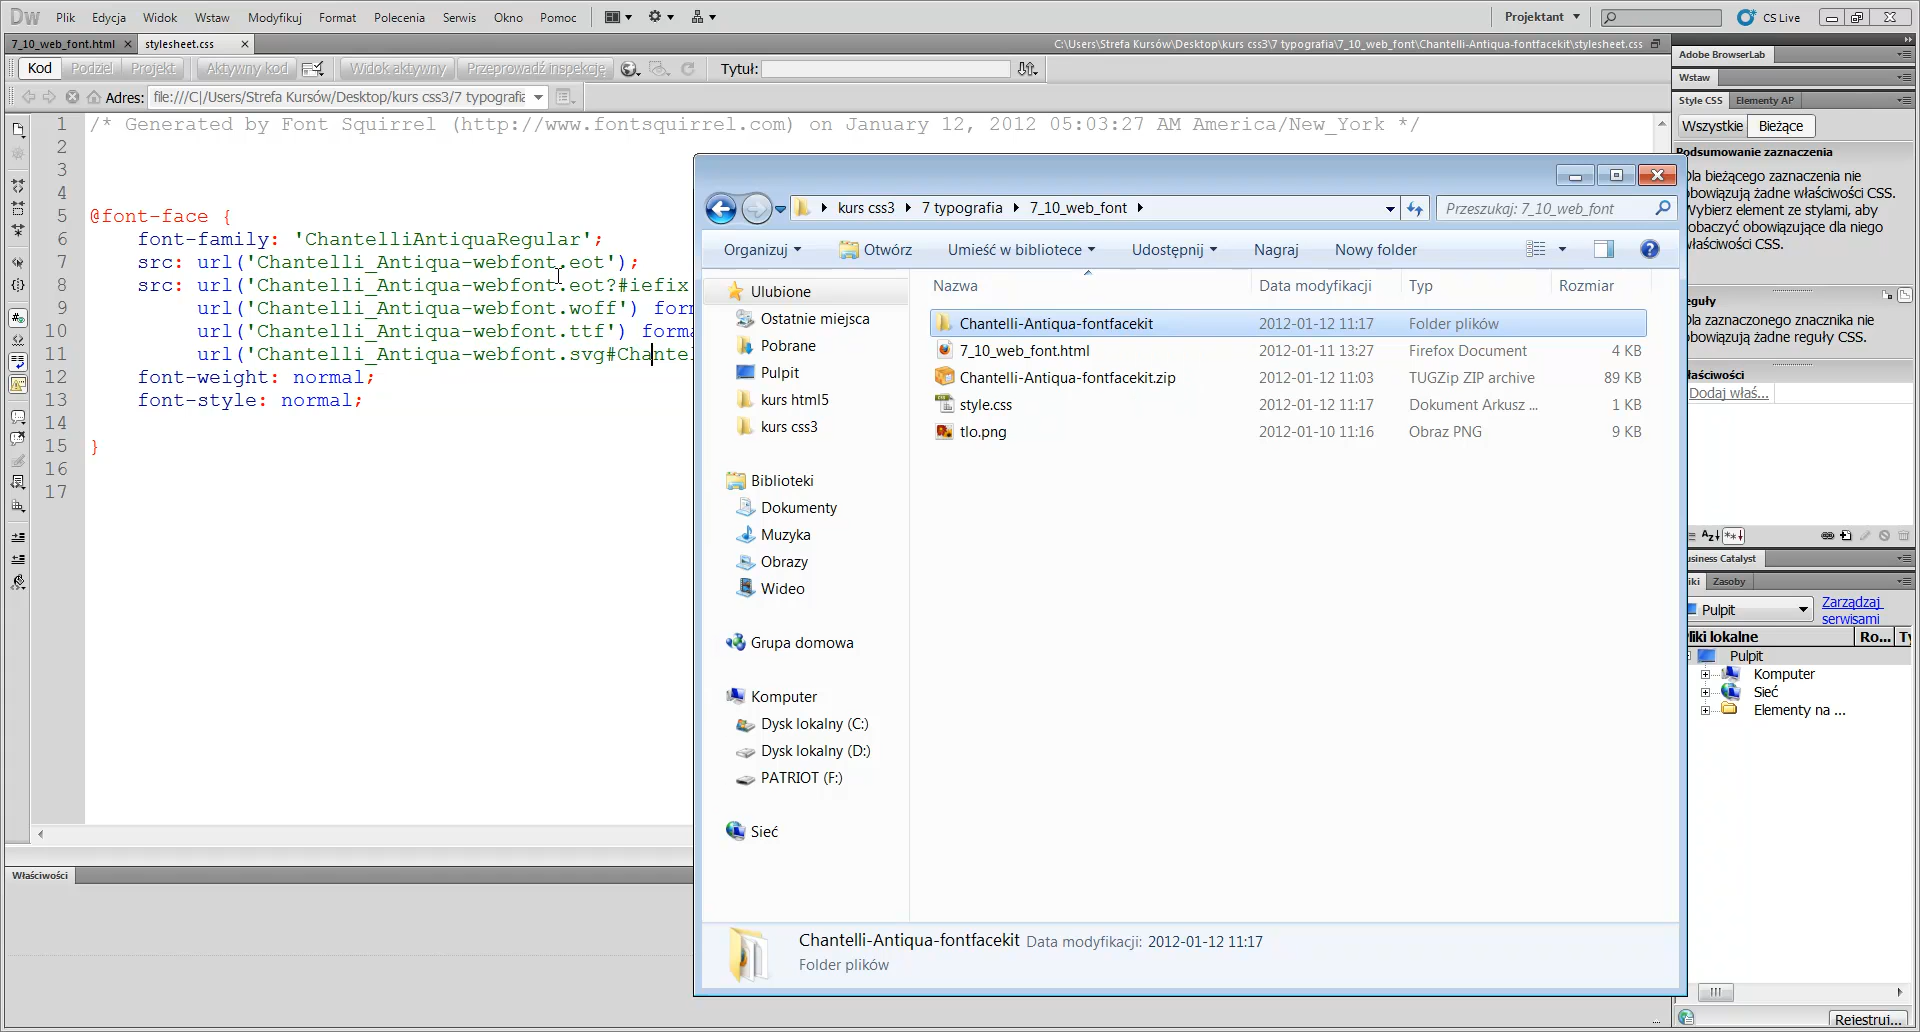 Dw Plik Edycja Widok Wstaw Modyfikuj Format Polecenia Serwis Okno Pomoc Projektant CS Live
7_10_web_font.html × stylesheet.css × C:\Users\Strefa Kursów\Desktop\kurs css3\7 typografia\7_10_web_font\Chantelli-Antiqua-fontfacekit\stylesheet.css
Kod Podziel Projekt Aktywny kod Widok aktywny Przeprowadź inspekcję Tytuł:
Adres: file:///C|/Users/Strefa Kursów/Desktop/kurs css3/7 typografia
1 /* Generated by Font Squirrel (http://www.fontsquirrel.com) on January 12, 2012 05:03:27 AM America/New_York */
2
3
4
5 @font-face {
6 font-family: 'ChantelliAntiquaRegular';
7 src: url('Chantelli_Antiqua-webfont.eot');
8 src: url('Chantelli_Antiqua-webfont.eot?#iefix
9 url('Chantelli_Antiqua-webfont.woff') for
10 url('Chantelli_Antiqua-webfont.ttf') forma
11 url('Chantelli_Antiqua-webfont.svg#Chantel
12 font-weight: normal;
13 font-style: normal;
14
15 }
16
17
Właściwości
kurs css3 7 typografia 7_10_web_font Przeszukaj: 7_10_web_font
Organizuj Otwórz Umieść w bibliotece Udostępnij Nagraj Nowy folder
Ulubione
Ostatnie miejsca
Pobrane
Pulpit
kurs html5
kurs css3
Biblioteki
Dokumenty
Muzyka
Obrazy
Wideo
Grupa domowa
Komputer
Dysk lokalny (C:)
Dysk lokalny (D:)
PATRIOT (F:)
Sieć
Nazwa Data modyfikacji Typ Rozmiar
Chantelli-Antiqua-fontfacekit 2012-01-12 11:17 Folder plików
7_10_web_font.html 2012-01-11 13:27 Firefox Document 4 KB
Chantelli-Antiqua-fontfacekit.zip 2012-01-12 11:03 TUGZip ZIP archive 89 KB
style.css 2012-01-12 11:17 Dokument Arkusz ... 1 KB
tlo.png 2012-01-10 11:16 Obraz PNG 9 KB
Chantelli-Antiqua-fontfacekit Data modyfikacji: 2012-01-12 11:17
Folder plików
Adobe BrowserLab
Wstaw
Style CSS Elementy AP
Wszystkie Bieżące
Podsumowanie zaznaczenia
Dla bieżącego zaznaczenia nie
obowiązują żadne właściwości CSS.
Wybierz element ze stylami, aby
zobaczyć obowiązujące dla niego
właściwości CSS.
Reguły
zaznaczonego znacznika nie
obowiązują żadne reguły CSS.
łaściwości
Dodaj właś...
usiness Catalyst
iki Zasoby
Pulpit Zarządzaj
serwisami
liki lokalne Ro... Ty
Pulpit
Komputer
Sieć
Elementy na ...
Rejestruj...